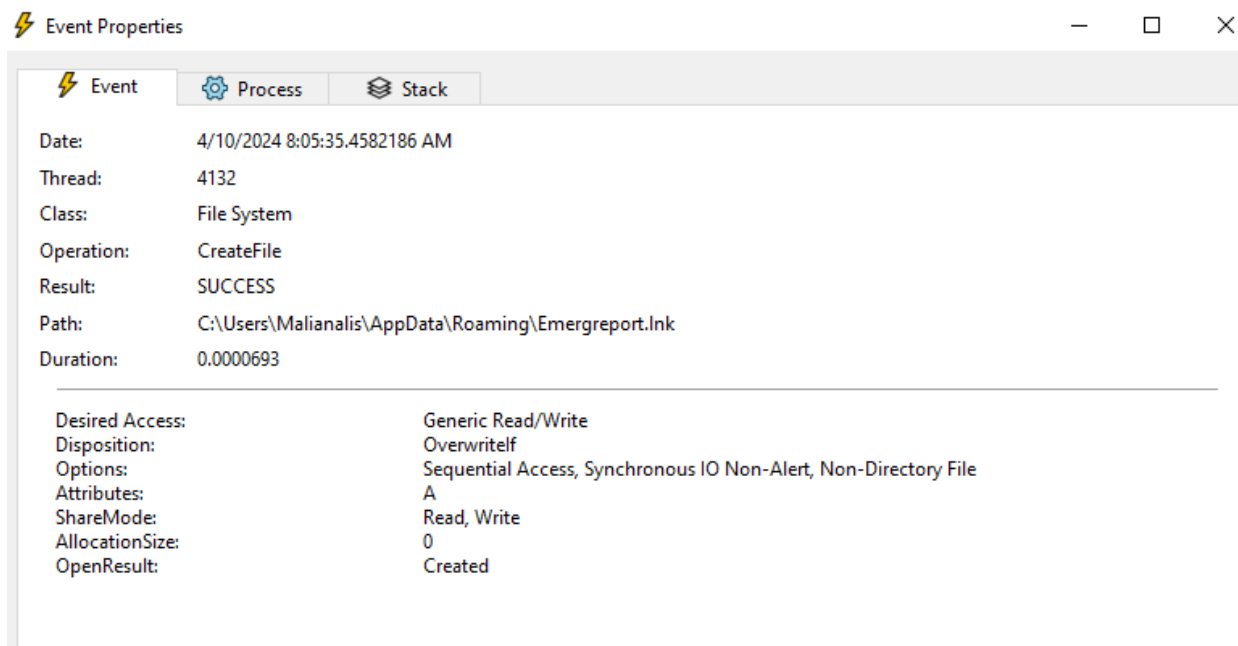 Event Properties
Event Process Stack
Date: 4/10/2024 8:05:35.4582186 AM
Thread: 4132
Class: File System
Operation: CreateFile
Result: SUCCESS
Path: C:\Users\Malianalis\AppData\Roaming\Emergreport.lnk
Duration: 0.0000693
Desired Access: Generic Read/Write
Disposition: OverwriteIf
Options: Sequential Access, Synchronous IO Non-Alert, Non-Directory File
Attributes: A
ShareMode: Read, Write
AllocationSize: 0
OpenResult: Created